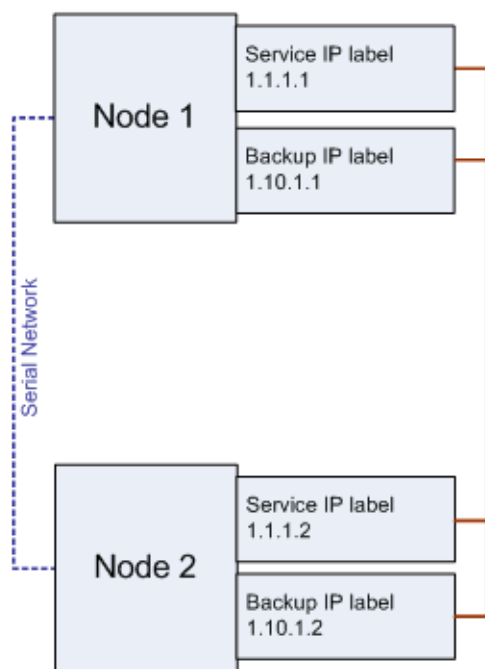 Service IP label
1.1.1.1
Node 1
Backup IP label
1.10.1.1
Serial Network
Service IP label
1.1.1.2
Node 2
Backup IP label
1.10.1.2